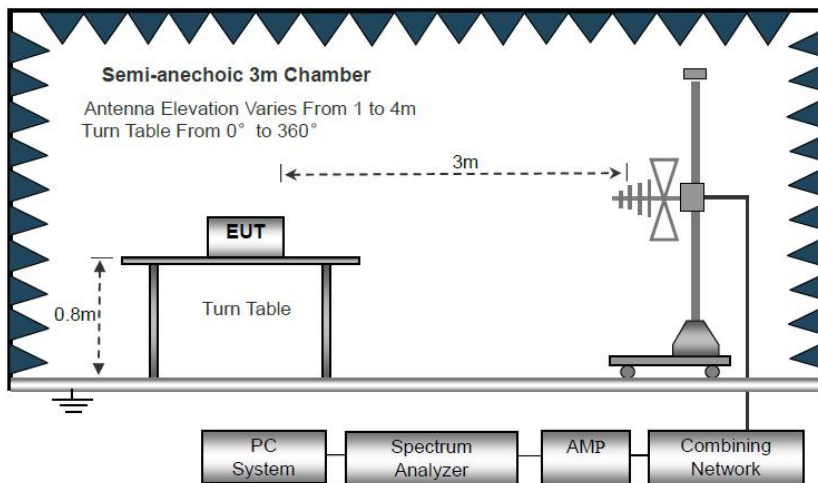 Semi-anechoic 3m Chamber
Antenna Elevation Varies From 1 to 4m
Turn Table From 0° to 360°
3m
EUT
0.8m
Turn Table
PC
System
Spectrum
Analyzer
AMP
Combining
Network